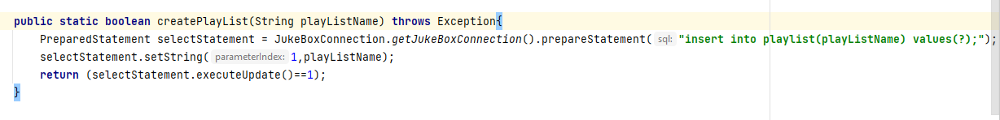 public static boolean createPlayList(String playListName) throws Exception{
PreparedStatement selectStatement = JukeBoxConnection.getJukeBoxConnection().prepareStatement( sql: "insert into playlist(playListName) values(?);");
selectStatement.setString( parameterIndex: 1,playListName);
return (selectStatement.executeUpdate()==1);
}